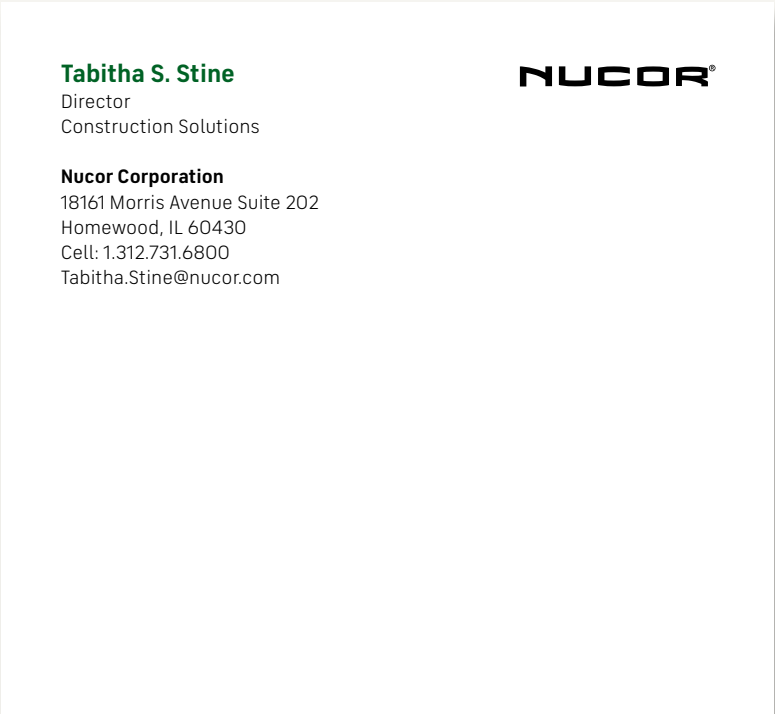 Tabitha S. Stine
Director
Construction Solutions
NUCOR®
Nucor Corporation
18161 Morris Avenue Suite 202
Homewood, IL 60430
Cell: 1.312.731.6800
Tabitha.Stine@nucor.com